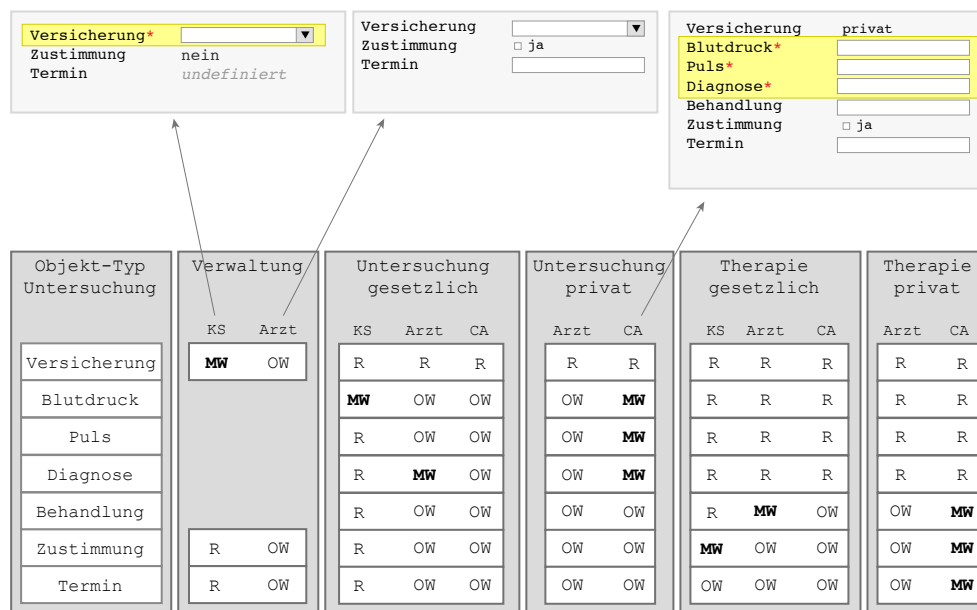 Versicherung*
Zustimmung nein
Termin undefiniert
Versicherung
Zustimmung ja
Termin
Versicherung privat
Blutdruck*
Puls*
Diagnose*
Behandlung
Zustimmung ja
Termin
Objekt-Typ Untersuchung
Verwaltung
Untersuchung gesetzlich
Untersuchung privat
Therapie gesetzlich
Therapie privat
KS Arzt KS Arzt CA Arzt CA KS Arzt CA Arzt CA
Versicherung MW OW R R R R R R R R R R
Blutdruck MW OW OW OW MW R R R R R
Puls R OW OW OW MW R R R R R
Diagnose R MW OW OW MW R R R R R
Behandlung R OW OW OW OW R MW OW OW MW
Zustimmung R OW R OW OW OW OW MW OW OW OW MW
Termin R OW R OW OW OW OW OW OW OW OW MW